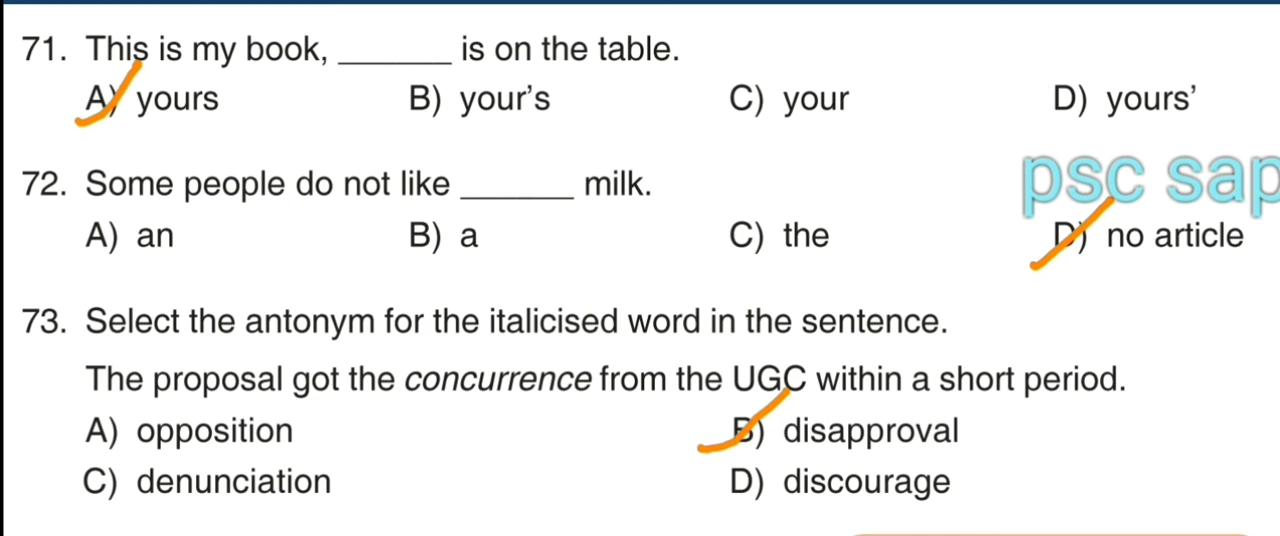 71. This is my book, ______ is on the table.
A) yours B) your's C) your D) yours’
psc sap
72. Some people do not like ______ milk.
A) an B) a C) the D) no article
73. Select the antonym for the italicised word in the sentence.
The proposal got the concurrence from the UGC within a short period.
A) opposition B) disapproval
C) denunciation D) discourage